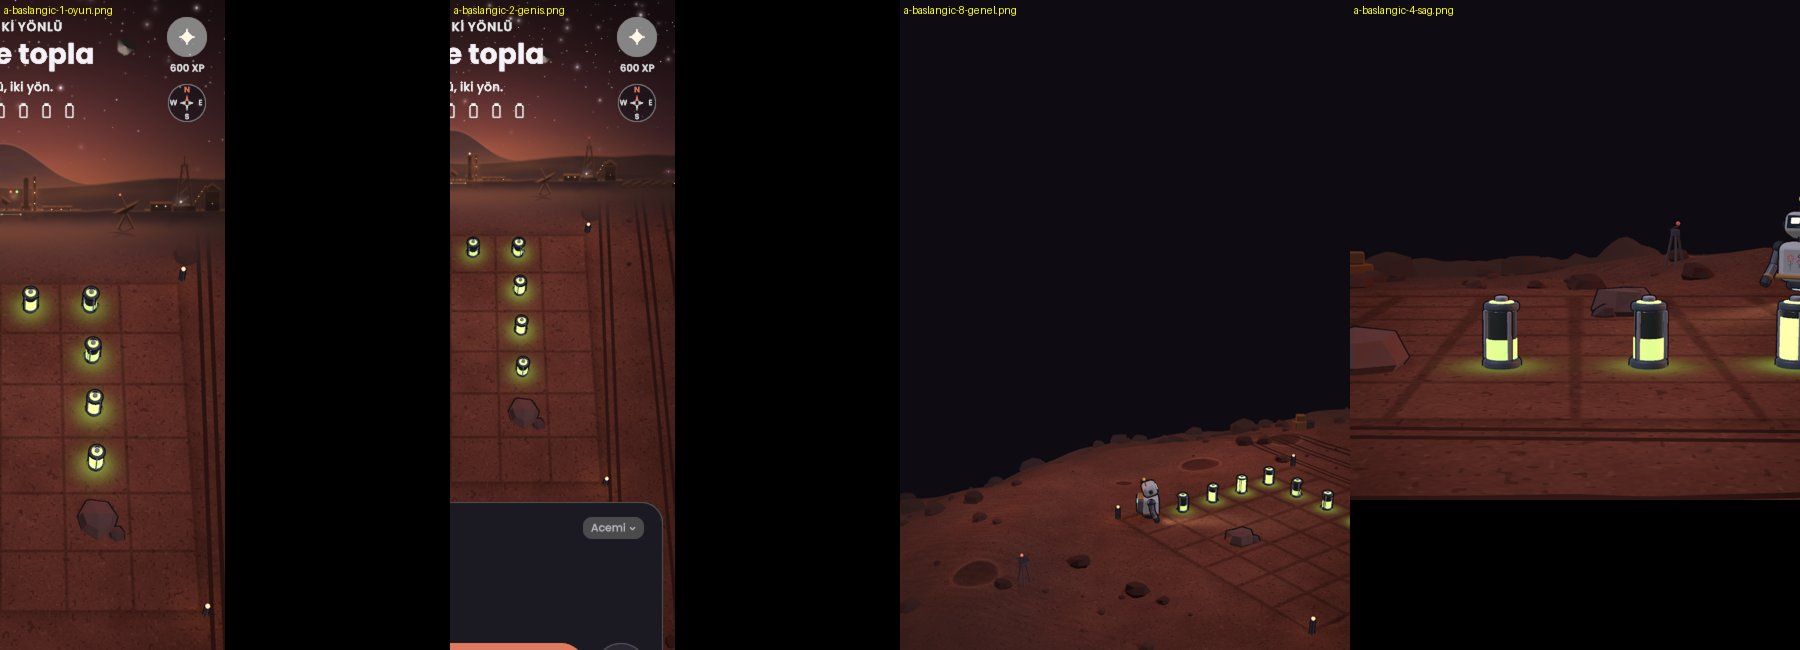 a-baslangic-1-oyun.png
Kİ YÖNLÜ
e topla
600 XP
ü, iki yön.
N
W E
S
a-baslangic-2-genis.png
Kİ YÖNLÜ
e topla
600 XP
ü, iki yön.
N
W E
S
Acemi
a-baslangic-8-genel.png
a-baslangic-4-sag.png